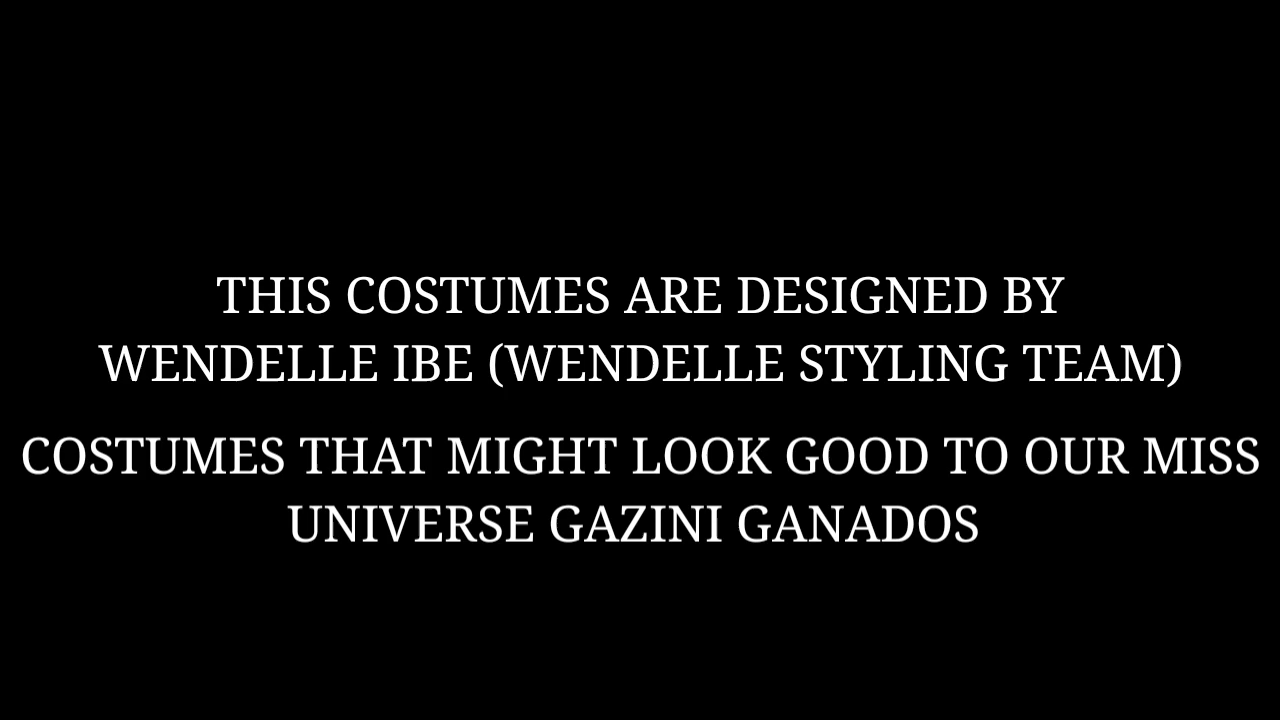 THIS COSTUMES ARE DESIGNED BY
WENDELLE IBE (WENDELLE STYLING TEAM)
COSTUMES THAT MIGHT LOOK GOOD TO OUR MISS
UNIVERSE GAZINI GANADOS